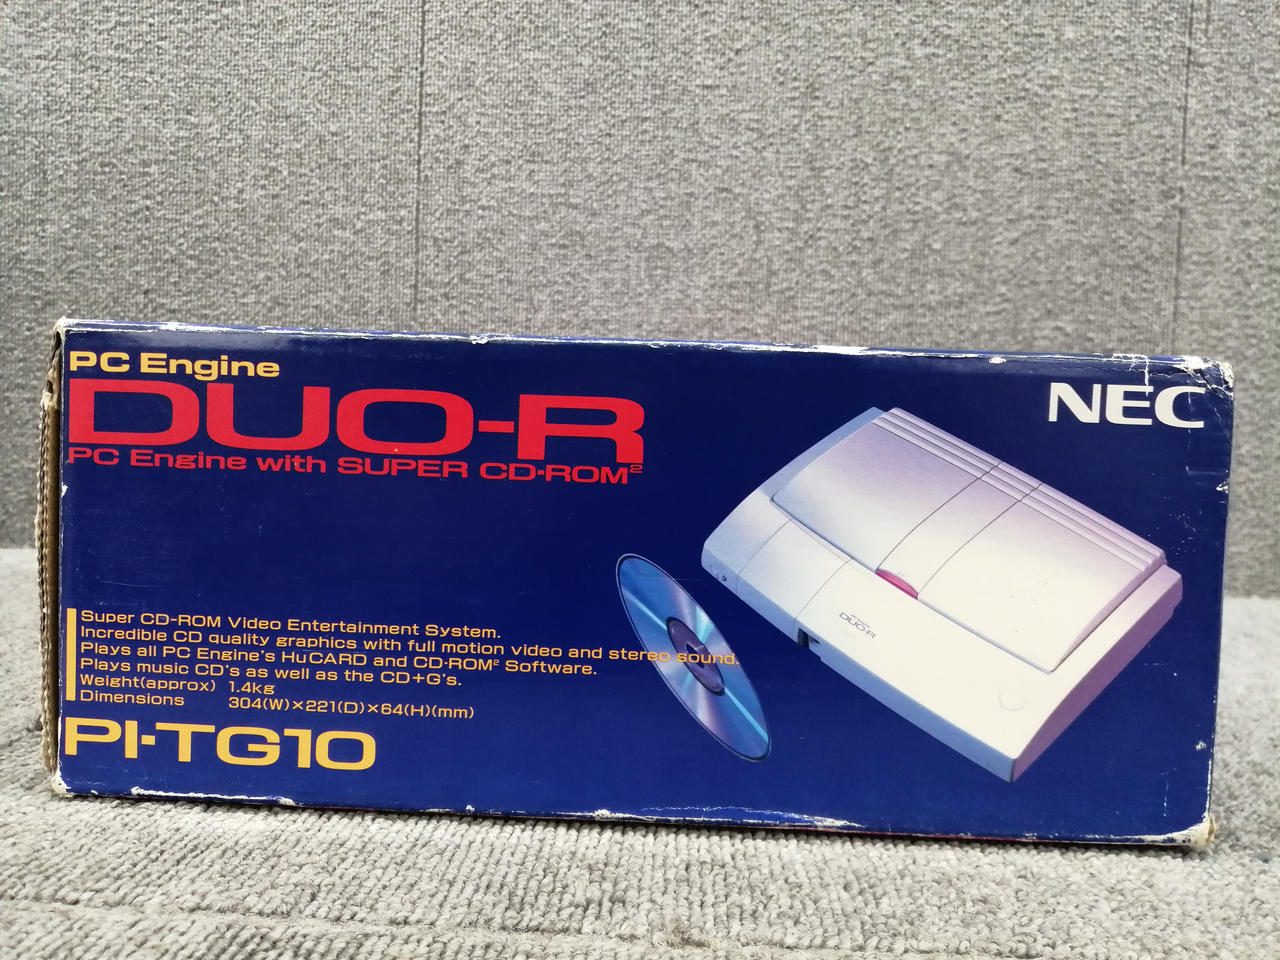 PC Engine
DUO-R
PC Engine with SUPER CD-ROM²
NEC
DUO-R
Super CD-ROM Video Entertainment System.
Incredible CD quality graphics with full motion video and stereo sound.
Plays all PC Engine's HuCARD and CD-ROM² Software.
Plays music CD's as well as the CD+G's.
Weight(approx) 1.4kg
Dimensions 304(W)×221(D)×64(H)(mm)
PI-TG10